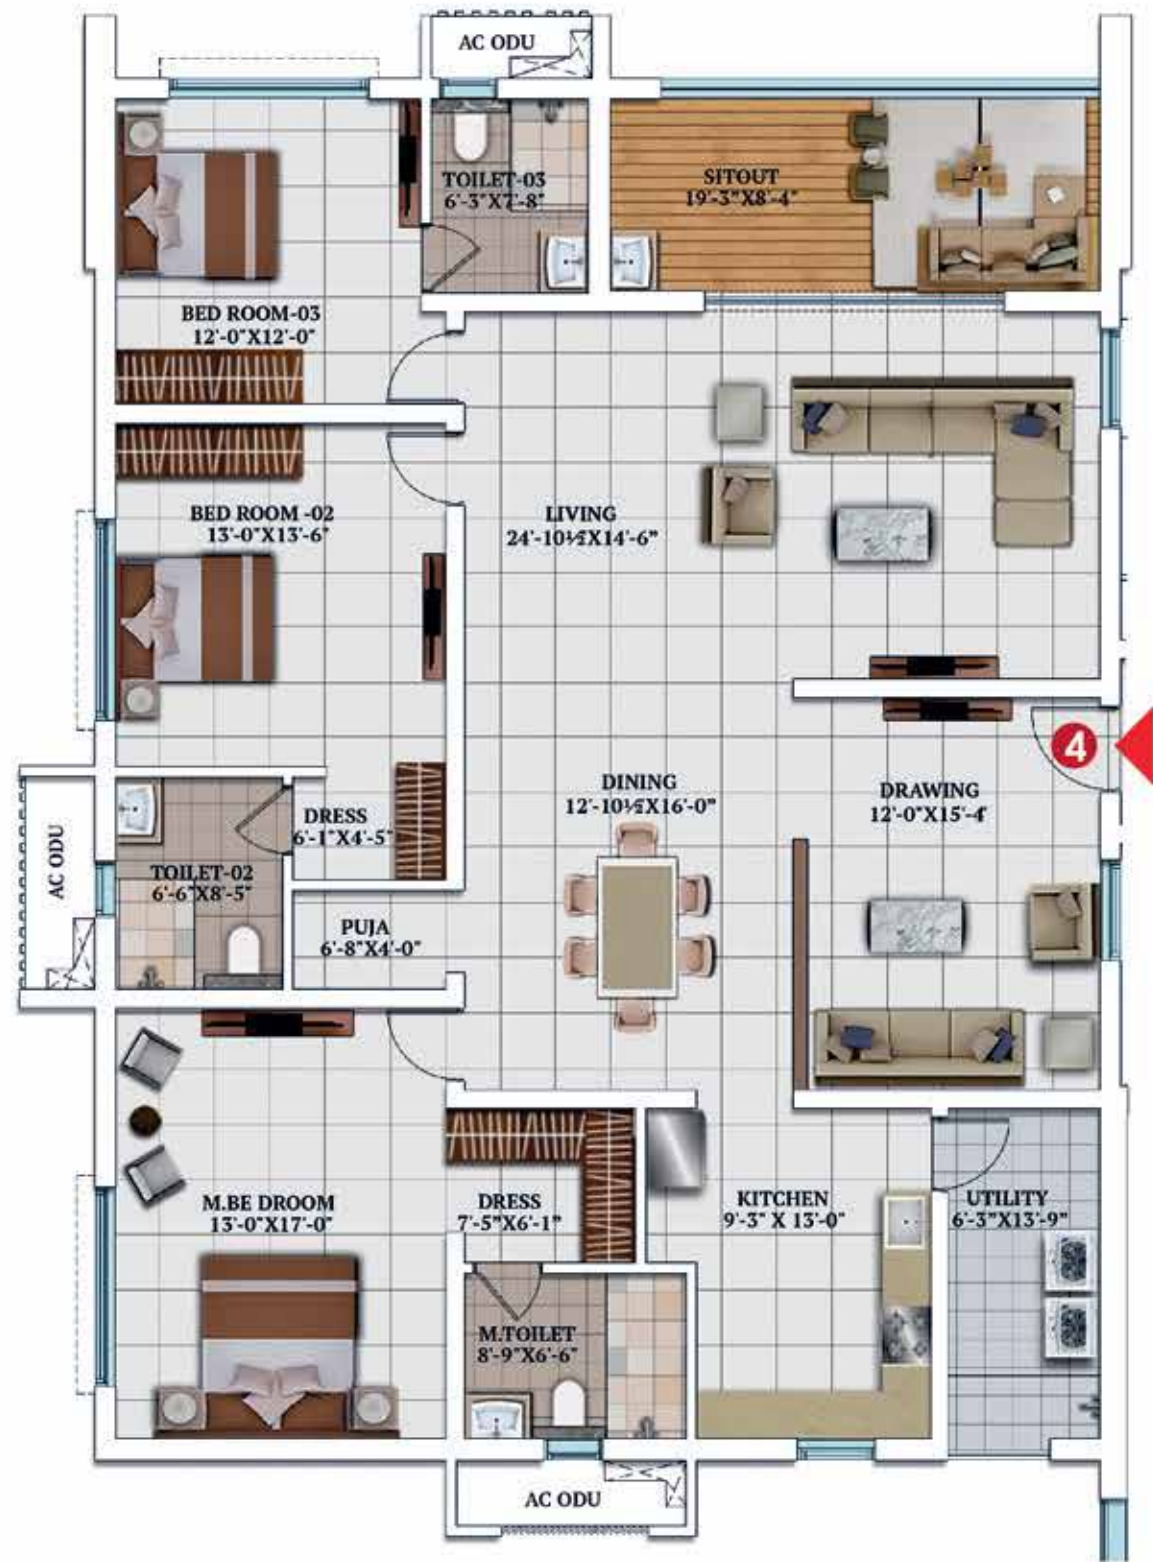 AC ODU
TOILET-03
6'-3"X7'-8"
SITOUT
19'-3"X8'-4"
BED ROOM-03
12'-0"X12'-0"
BED ROOM -02
13'-0"X13'-6"
LIVING
24'-10½"X14'-6"
4
DINING
12'-10½"X16'-0"
DRAWING
12'-0"X15'-4"
DRESS
6'-1"X4'-5"
AC ODU
TOILET-02
6'-6"X8'-5"
PUJA
6'-8"X4'-0"
M.BE DROOM
13'-0"X17'-0"
DRESS
7'-5"X6'-1"
KITCHEN
9'-3" X 13'-0"
UTILITY
6'-3"X13'-9"
M.TOILET
8'-9"X6'-6"
AC ODU